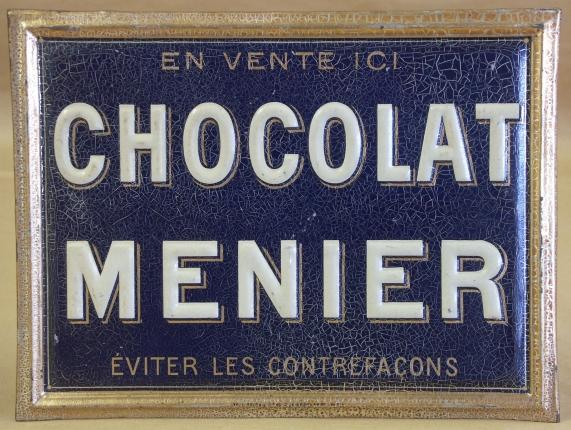 EN VENTE ICI
CHOCOLAT
MENIER
ÉVITER LES CONTREFAÇONS